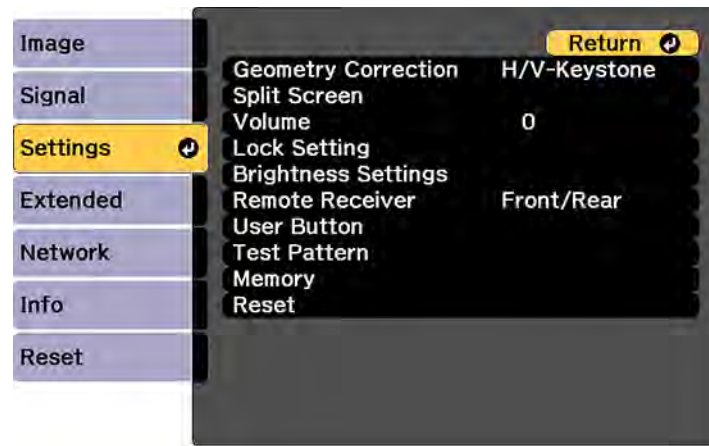 Image
Signal
Settings
Extended
Network
Info
Reset
Return
Geometry Correction H/V-Keystone
Split Screen
Volume 0
Lock Setting
Brightness Settings
Remote Receiver Front/Rear
User Button
Test Pattern
Memory
Reset